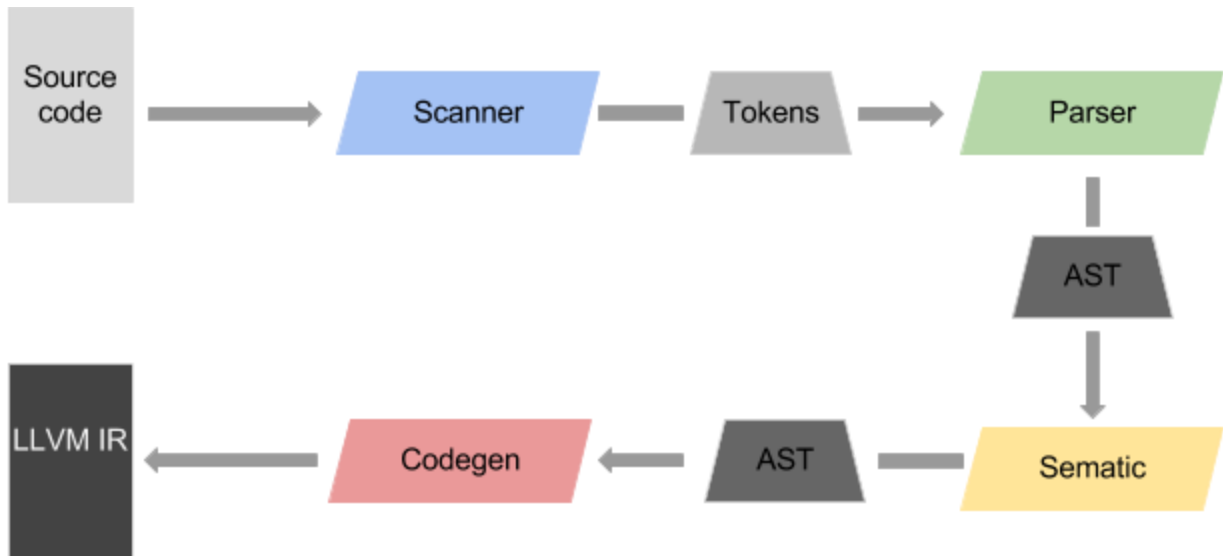 Source
code
Scanner
Tokens
Parser
AST
Sematic
AST
Codegen
LLVM IR